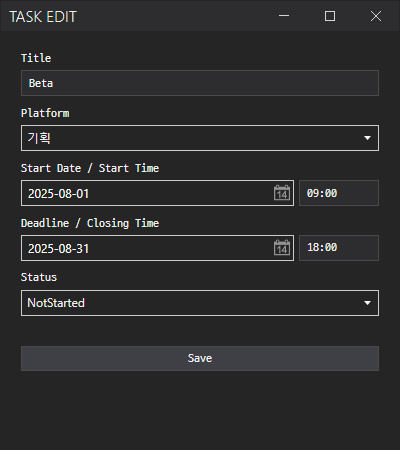 TASK EDIT
Title
Beta
Platform
기획
Start Date / Start Time
2025-08-01 14 09:00
Deadline / Closing Time
2025-08-31 14 18:00
Status
NotStarted
Save